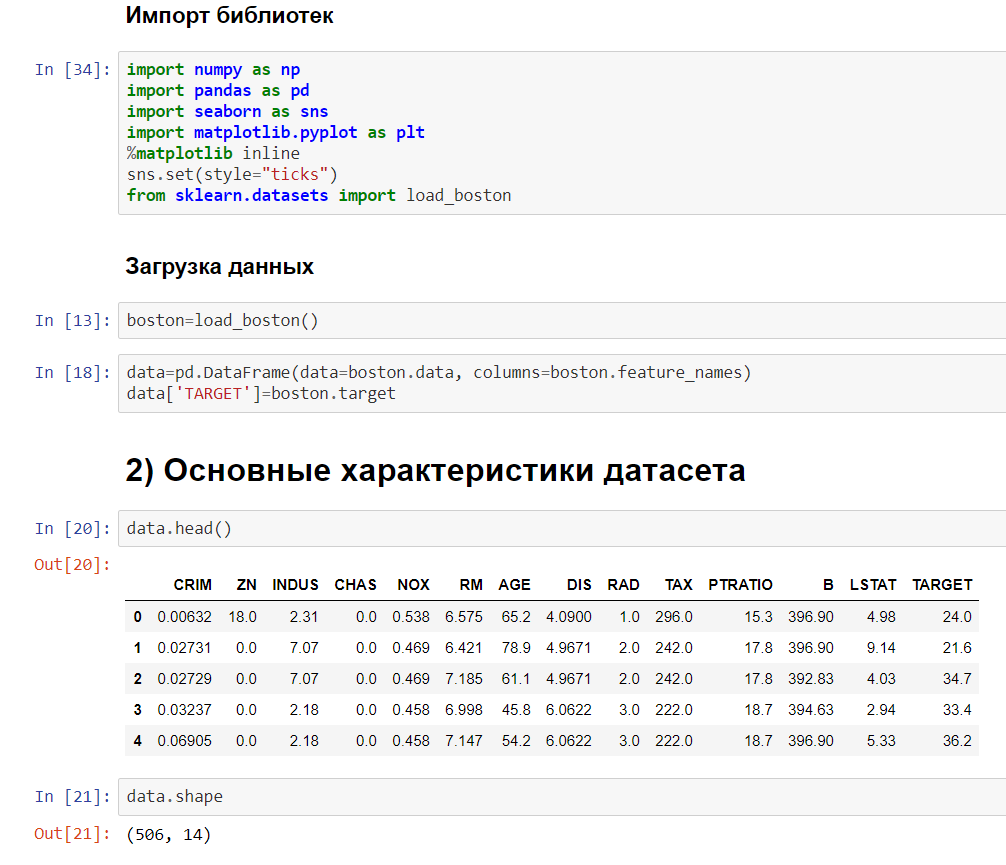 Импорт библиотек
In [34]: import numpy as np
import pandas as pd
import seaborn as sns
import matplotlib.pyplot as plt
%matplotlib inline
sns.set(style="ticks")
from sklearn.datasets import load_boston
Загрузка данных
In [13]: boston=load_boston()
In [18]: data=pd.DataFrame(data=boston.data, columns=boston.feature_names)
data['TARGET']=boston.target
2) Основные характеристики датасета
In [20]: data.head()
Out[20]:
CRIM ZN INDUS CHAS NOX RM AGE DIS RAD TAX PTRATIO B LSTAT TARGET
0 0.00632 18.0 2.31 0.0 0.538 6.575 65.2 4.0900 1.0 296.0 15.3 396.90 4.98 24.0
1 0.02731 0.0 7.07 0.0 0.469 6.421 78.9 4.9671 2.0 242.0 17.8 396.90 9.14 21.6
2 0.02729 0.0 7.07 0.0 0.469 7.185 61.1 4.9671 2.0 242.0 17.8 392.83 4.03 34.7
3 0.03237 0.0 2.18 0.0 0.458 6.998 45.8 6.0622 3.0 222.0 18.7 394.63 2.94 33.4
4 0.06905 0.0 2.18 0.0 0.458 7.147 54.2 6.0622 3.0 222.0 18.7 396.90 5.33 36.2
In [21]: data.shape
Out[21]: (506, 14)